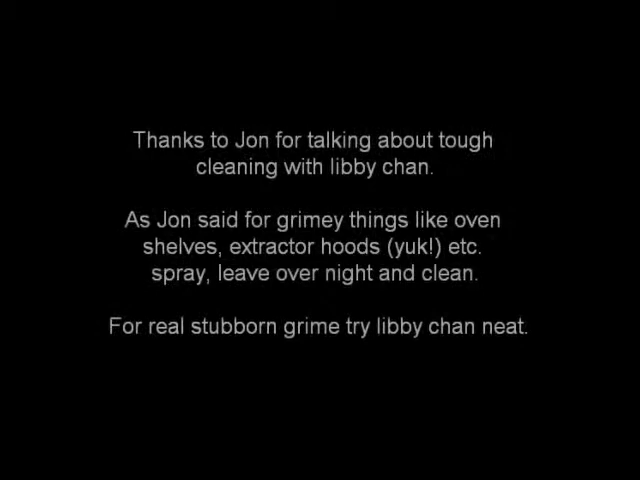 Thanks to Jon for talking about tough
cleaning with libby chan.
As Jon said for grimey things like oven
shelves, extractor hoods (yuk!) etc.
spray, leave over night and clean.
For real stubborn grime try libby chan neat.